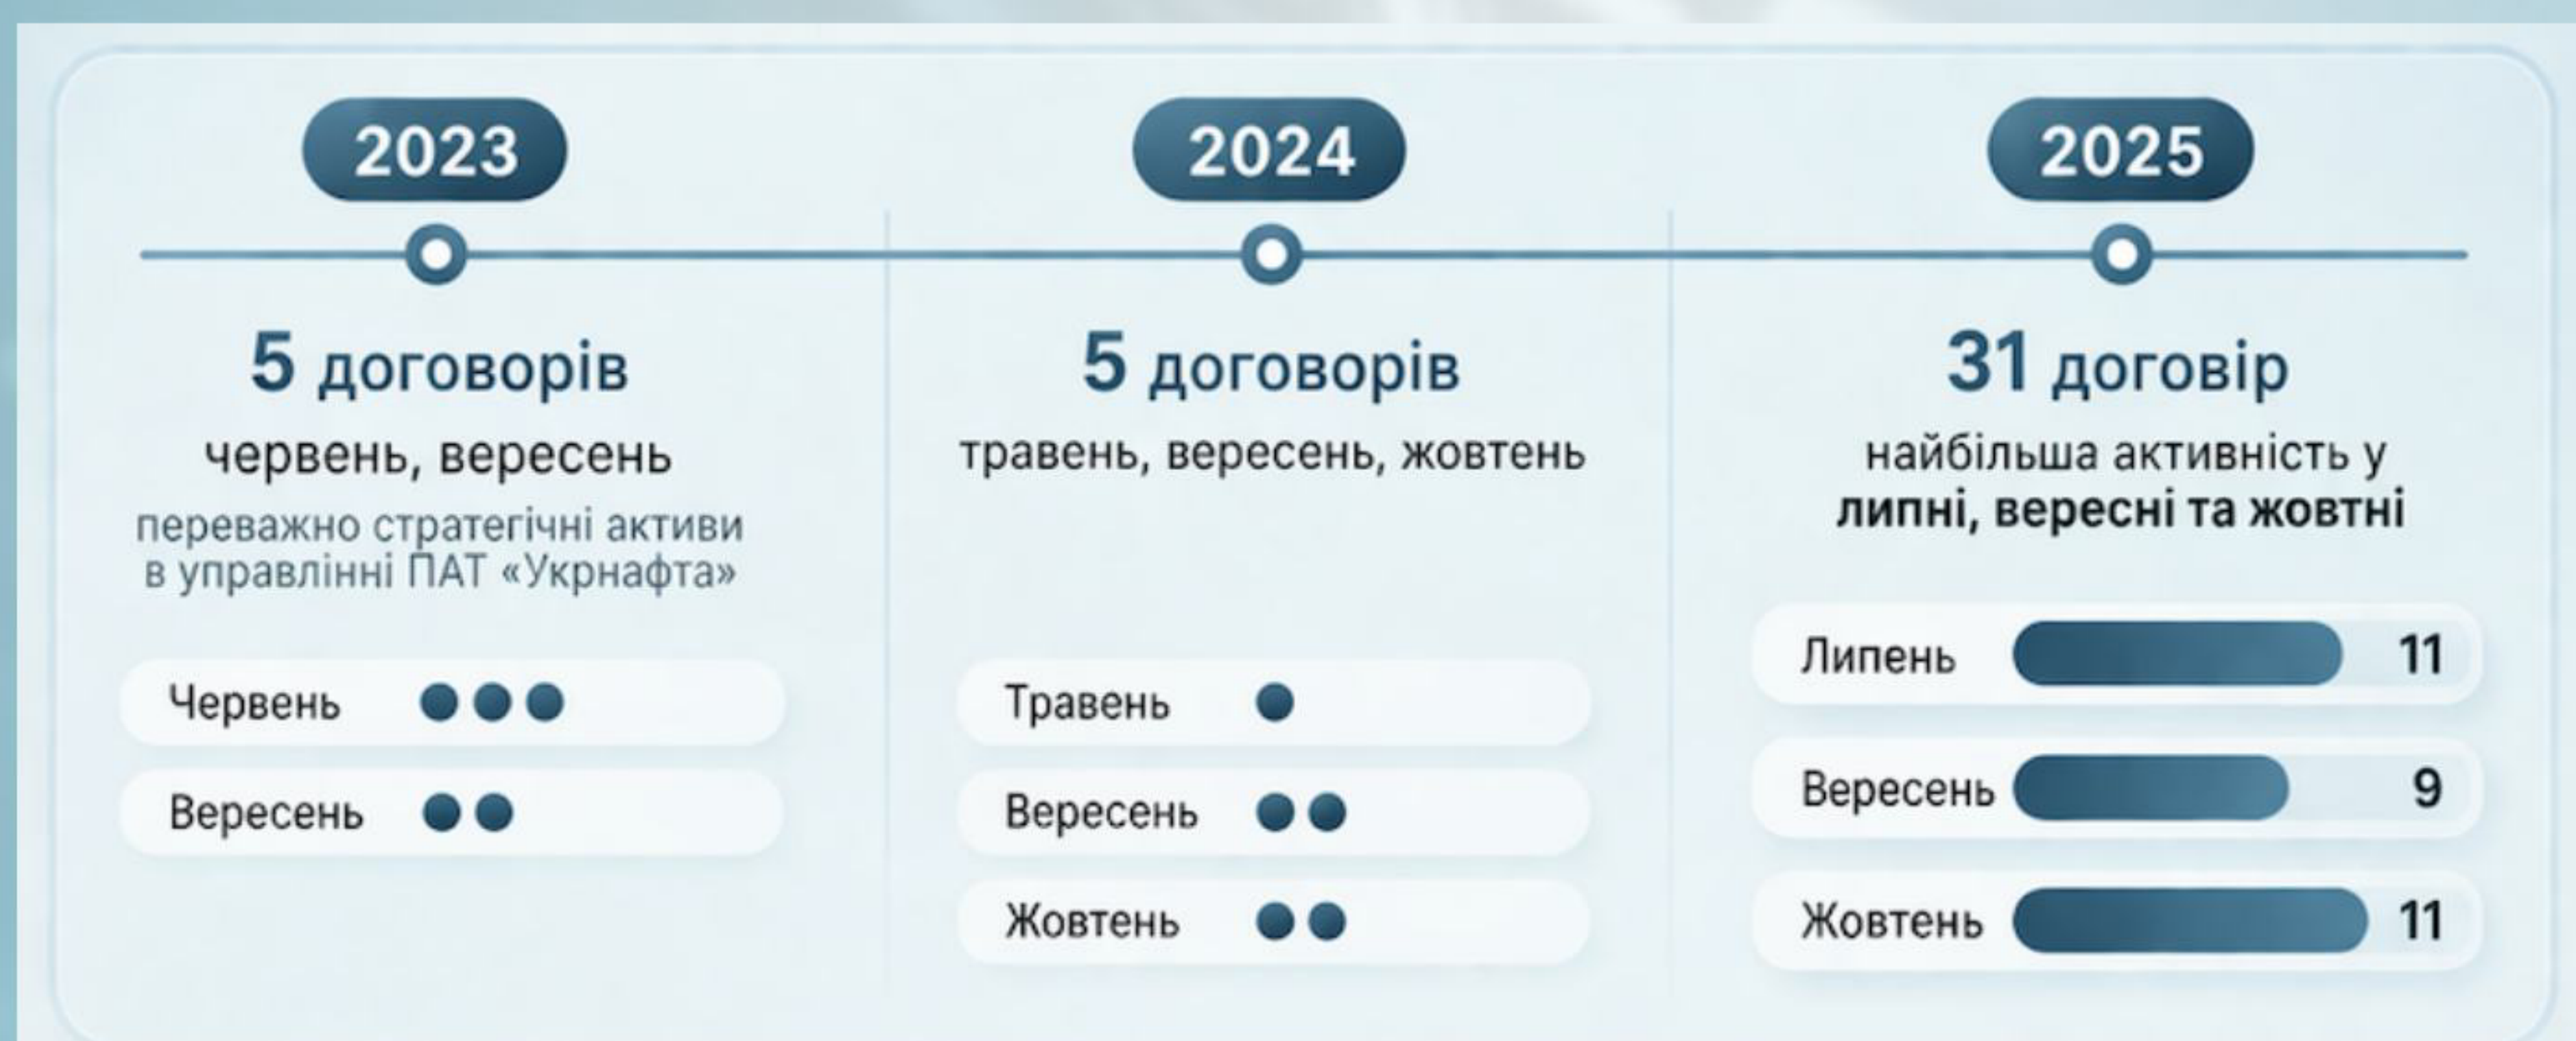 2023
5 договорів
червень, вересень
переважно стратегічні активи
в управлінні ПАТ «Укрнафта»
Червень
Вересень
2024
5 договорів
травень, вересень, жовтень
Травень
Вересень
Жовтень
2025
31 договір
найбільша активність у
липні, вересні та жовтні
Липень 11
Вересень 9
Жовтень 11